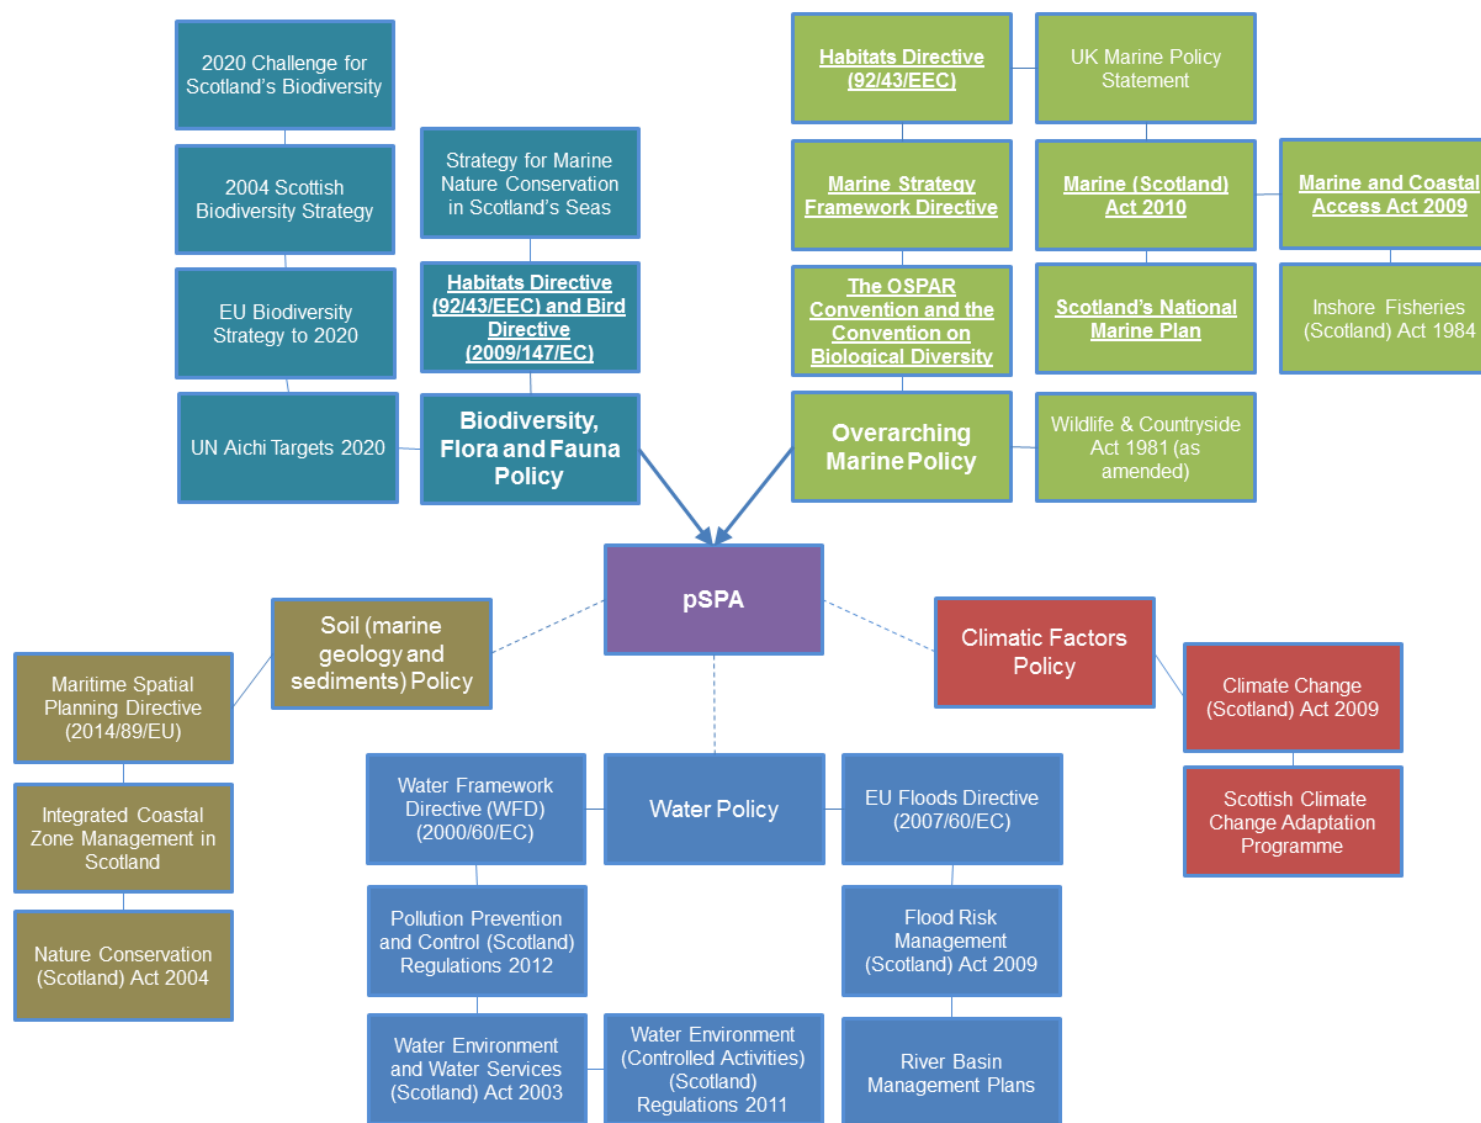 2020 Challenge for
Scotland's Biodiversity
2004 Scottish
Biodiversity Strategy
EU Biodiversity
Strategy to 2020
UN Aichi Targets 2020
Strategy for Marine
Nature Conservation
in Scotland's Seas
Habitats Directive
(92/43/EEC) and Bird
Directive
(2009/147/EC)
Biodiversity,
Flora and Fauna
Policy
Habitats Directive
(92/43/EEC)
UK Marine Policy
Statement
Marine Strategy
Framework Directive
Marine (Scotland)
Act 2010
Marine and Coastal
Access Act 2009
The OSPAR
Convention and the
Convention on
Biological Diversity
Scotland's National
Marine Plan
Inshore Fisheries
(Scotland) Act 1984
Overarching
Marine Policy
Wildlife & Countryside
Act 1981 (as
amended)
pSPA
Soil (marine
geology and
sediments) Policy
Maritime Spatial
Planning Directive
(2014/89/EU)
Integrated Coastal
Zone Management in
Scotland
Nature Conservation
(Scotland) Act 2004
Water Framework
Directive (WFD)
(2000/60/EC)
Water Policy
EU Floods Directive
(2007/60/EC)
Pollution Prevention
and Control (Scotland)
Regulations 2012
Flood Risk
Management
(Scotland) Act 2009
Water Environment
and Water Services
(Scotland) Act 2003
Water Environment
(Controlled Activities)
(Scotland)
Regulations 2011
River Basin
Management Plans
Climatic Factors
Policy
Climate Change
(Scotland) Act 2009
Scottish Climate
Change Adaptation
Programme